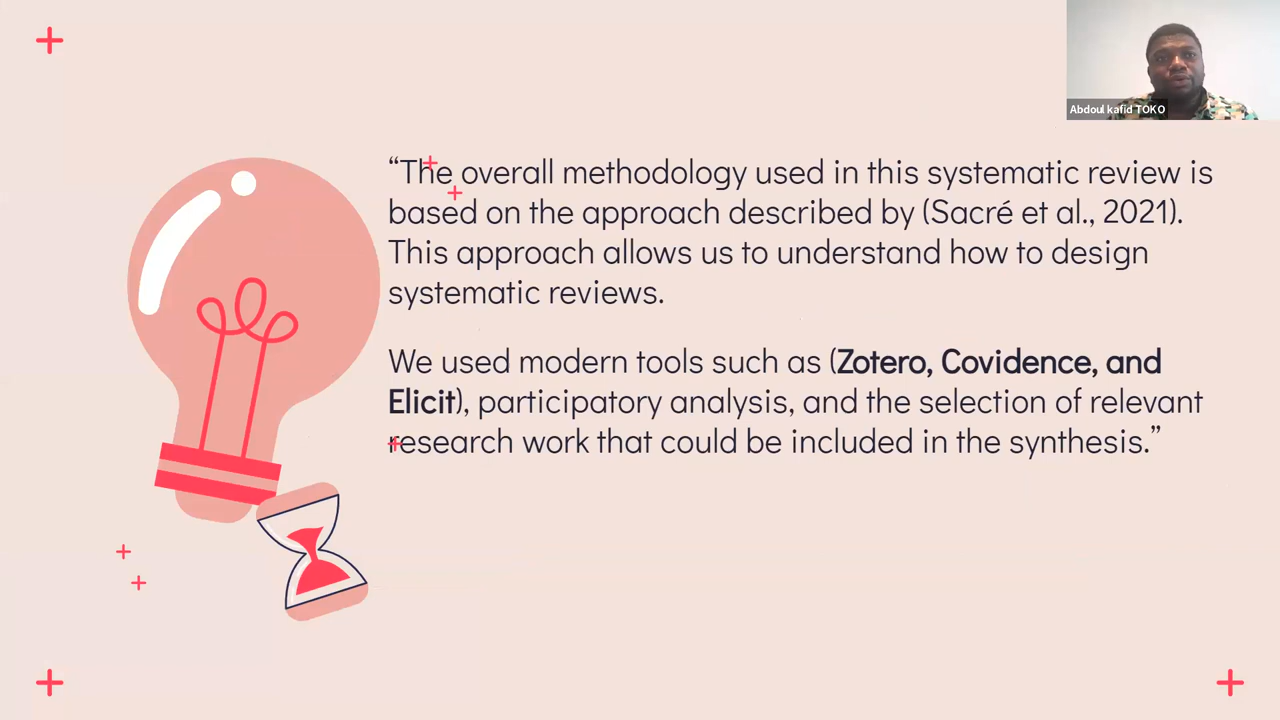 Abdoul kafid TOKO
“The overall methodology used in this systematic review is
based on the approach described by (Sacré et al., 2021).
This approach allows us to understand how to design
systematic reviews.
We used modern tools such as (Zotero, Covidence, and
Elicit), participatory analysis, and the selection of relevant
research work that could be included in the synthesis.”